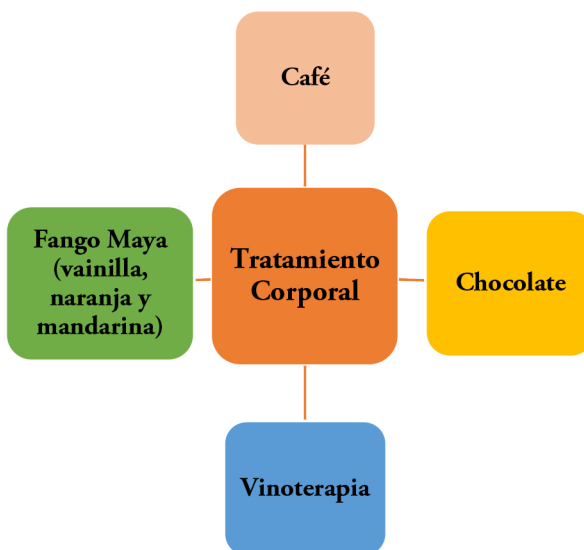 Café
Fango Maya
(vainilla,
naranja y
mandarina)
Tratamiento
Corporal
Chocolate
Vinoterapia